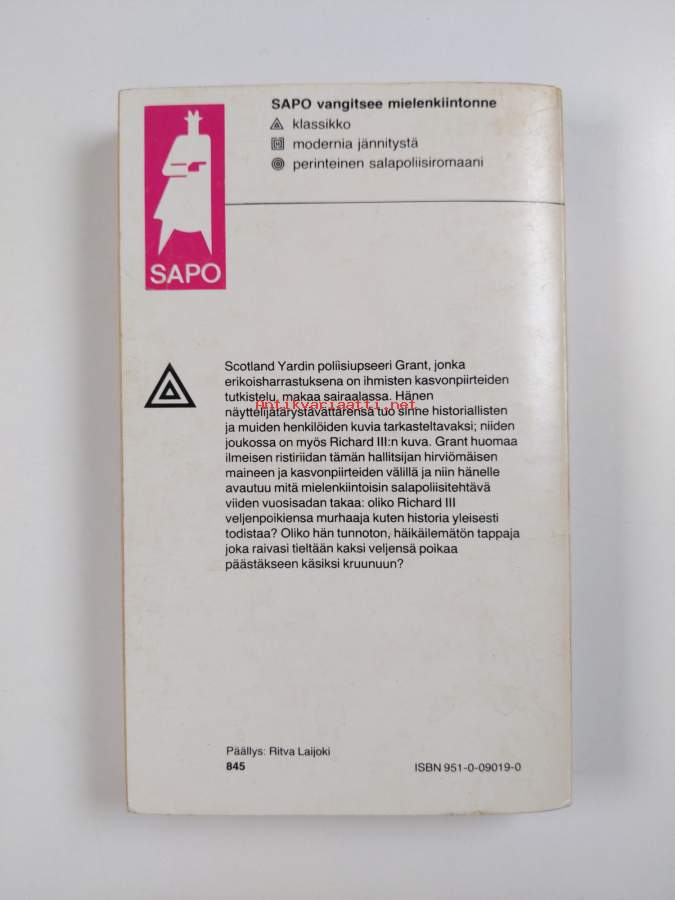 SAPO vangitsee mielenkiintonne
klassikko
modernia jännitystä
perinteinen salapoliisiromaani
SAPO
Scotland Yardin poliisiupseeri Grant, jonka
erikoisharrastuksena on ihmisten kasvonpiirteiden
tutkistelu, makaa sairaalassa. Hänen
Antikvariaatti.net
näyttelijätärystävättärensä tuo sinne historiallisten
ja muiden henkilöiden kuvia tarkasteltavaksi; niiden
joukossa on myös Richard III:n kuva. Grant huomaa
ilmeisen ristiriidan tämän hallitsijan hirviömäisen
maineen ja kasvonpiirteiden välillä ja niin hänelle
avautuu mitä mielenkiintoisin salapoliisitehtävä
viiden vuosisadan takaa: oliko Richard III
veljenpoikiensa murhaaja kuten historia yleisesti
todistaa? Oliko hän tunnoton, häikäilemätön tappaja
joka raivasi tieltään kaksi veljensä poikaa
päästäkseen käsiksi kruunuun?
Päällys: Ritva Laijoki
845 ISBN 951-0-09019-0